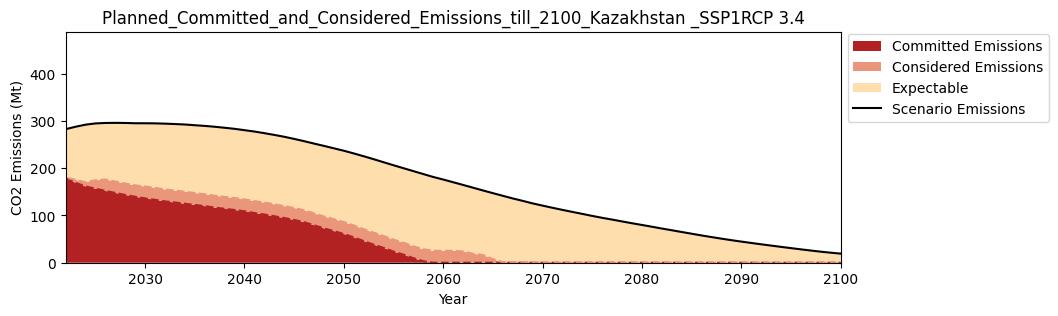 Planned_Committed_and_Considered_Emissions_till_2100_Kazakhstan _SSP1RCP 3.4
Committed Emissions
Considered Emissions
Expectable
Scenario Emissions
CO2 Emissions (Mt)
400
300
200
100
0
2030 2040 2050 2060 2070 2080 2090 2100
Year